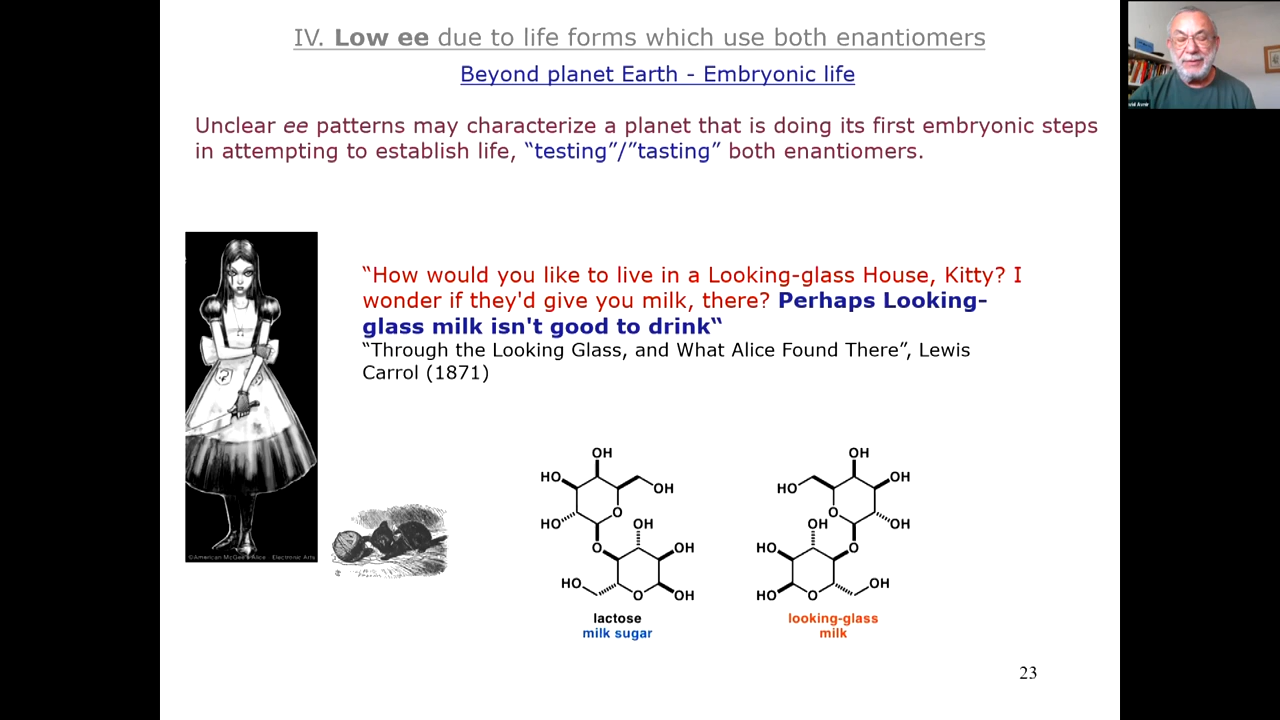 IV. Low ee due to life forms which use both enantiomers
Beyond planet Earth - Embryonic life
Unclear ee patterns may characterize a planet that is doing its first embryonic steps
in attempting to establish life, “testing”/”tasting” both enantiomers.
“How would you like to live in a Looking-glass House, Kitty? I
wonder if they'd give you milk, there? Perhaps Looking-
glass milk isn't good to drink“
“Through the Looking Glass, and What Alice Found There”, Lewis
Carrol (1871)
©American McGee's Alice Electronic Arts
OH
HO
OH
HO
O
OH
O
OH
HO
O
OH
lactose
milk sugar
OH
HO
OH
O
OH
OH
HO
O
HO
O
OH
looking-glass
milk
23